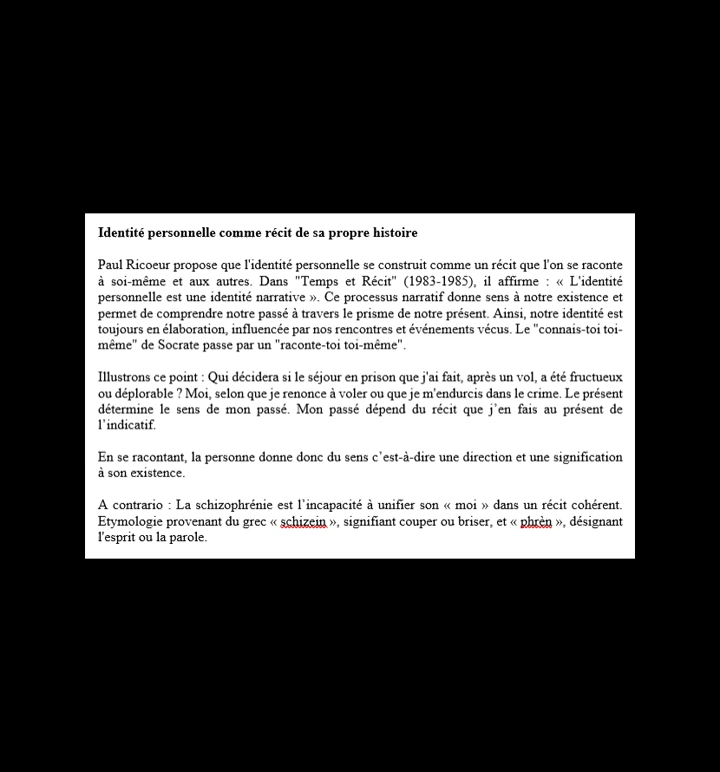 Identité personnelle comme récit de sa propre histoire
Paul Ricoeur propose que l'identité personnelle se construit comme un récit que l'on se raconte
à soi-même et aux autres. Dans "Temps et Récit" (1983-1985), il affirme : « L'identité
personnelle est une identité narrative ». Ce processus narratif donne sens à notre existence et
permet de comprendre notre passé à travers le prisme de notre présent. Ainsi, notre identité est
toujours en élaboration, influencée par nos rencontres et événements vécus. Le "connais-toi toi-
même" de Socrate passe par un "raconte-toi toi-même".
Illustrons ce point : Qui décidera si le séjour en prison que j'ai fait, après un vol, a été fructueux
ou déplorable ? Moi, selon que je renonce à voler ou que je m'endurcis dans le crime. Le présent
détermine le sens de mon passé. Mon passé dépend du récit que j’en fais au présent de
l’indicatif.
En se racontant, la personne donne donc du sens c’est-à-dire une direction et une signification
à son existence.
A contrario : La schizophrénie est l’incapacité à unifier son « moi » dans un récit cohérent.
Etymologie provenant du grec « schizein », signifiant couper ou briser, et « phrèn », désignant
l'esprit ou la parole.